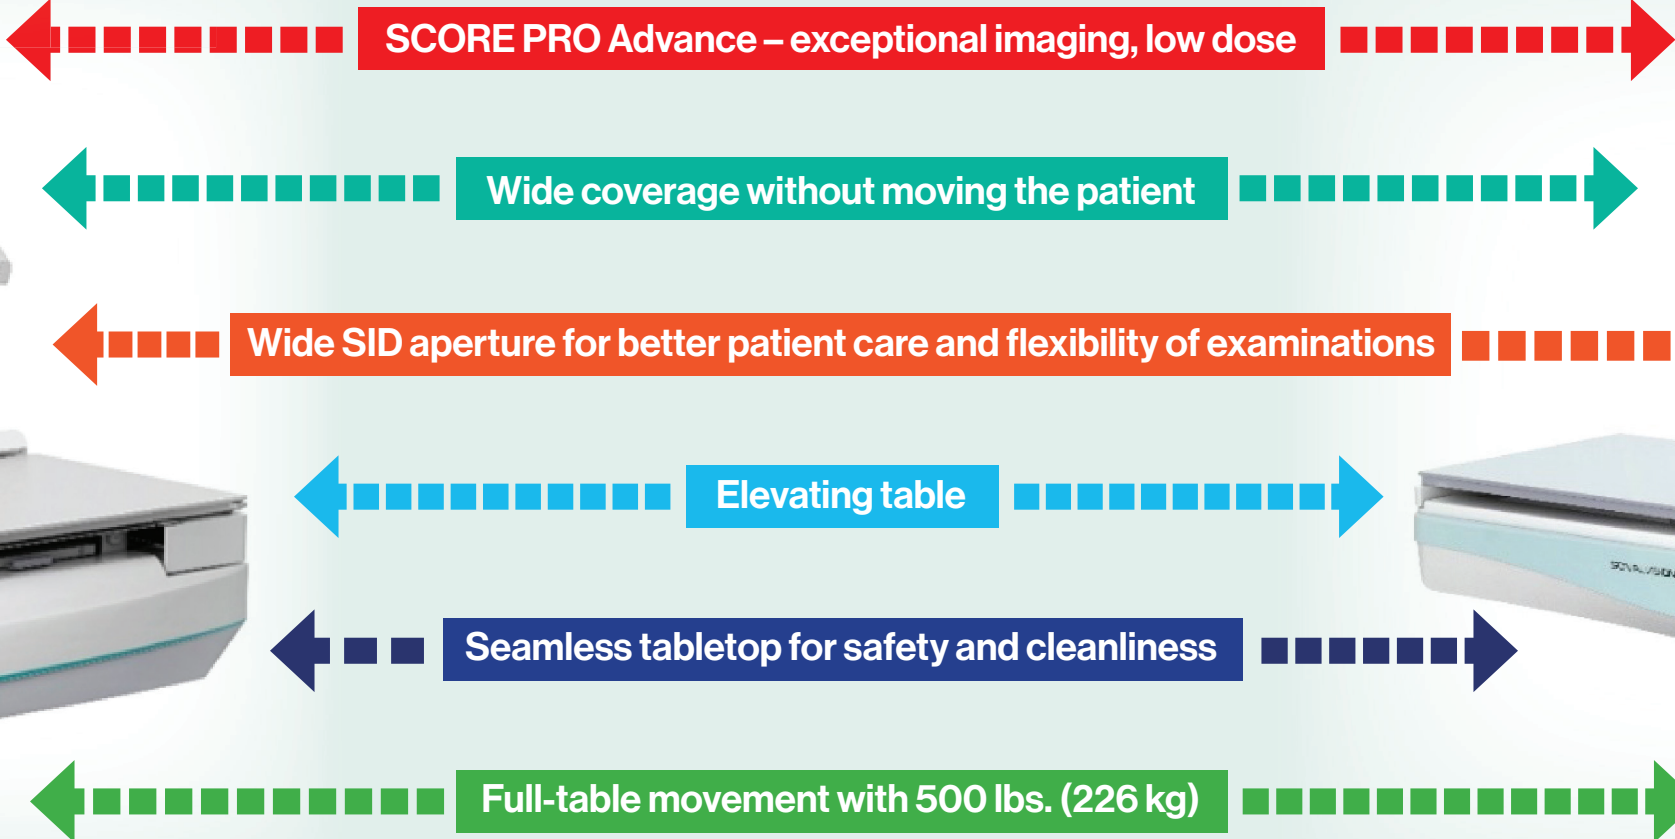 SCORE PRO Advance – exceptional imaging, low dose
Wide coverage without moving the patient
Wide SID aperture for better patient care and flexibility of examinations
Elevating table
Seamless tabletop for safety and cleanliness
Full-table movement with 500 lbs. (226 kg)